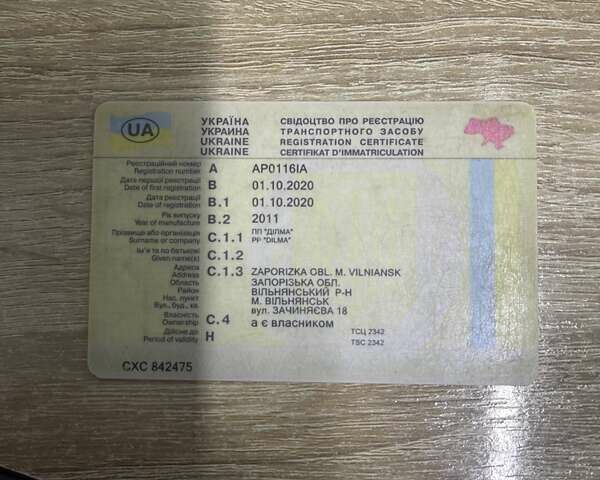 UA
УКРАЇНА СВІДОЦТВО ПРО РЕЄСТРАЦІЮ
УКРАИНА ТРАНСПОРТНОГО ЗАСОБУ
UKRAINE REGISTRATION CERTIFICATE
UKRAINE CERTIFIKAT D'IMMATRICULATION
Реєстраційний номер
Registration number A AP0116IA
Дата першої реєстрації
Date of first registration B 01.10.2020
Дата реєстрації
Date of registration B.1 01.10.2020
Рік випуску
Year of manufacture B.2 2011
Прізвище або організація ПП "ДІЛМА"
Surname or company C.1.1 PP "DILMA"
Ім'я та по батькові
Given name(s) C.1.2
Адреса
Address C.1.3 ZAPORIZKA OBL. M. VILNIANSK
Область ЗАПОРІЗЬКА ОБЛ.
Район ВІЛЬНЯНСЬКИЙ Р-Н
Нас. пункт М. ВІЛЬНЯНСЬК
Вул., буд., кв. вул. ЗАЧИНЯЄВА 18
Власність
Ownership C.4 а є власником ТСЦ 2342
Дійсне до
Period of validity H TSC 2342
CXC 842475